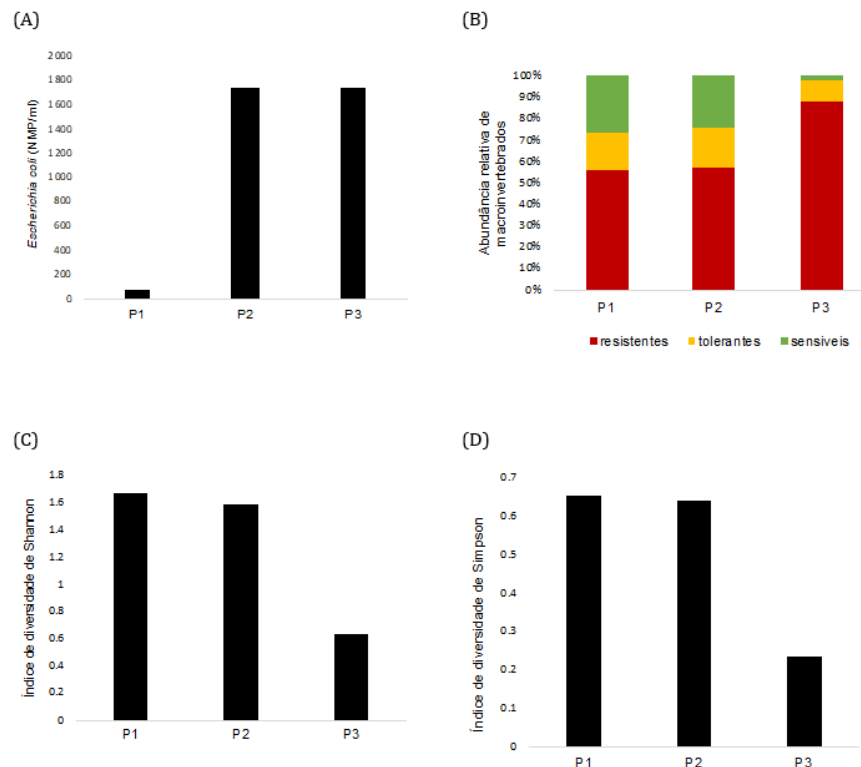 (A)
Escherichia coli (NMP/ml)
2 000
1 800
1 600
1 400
1 200
1 000
800
600
400
200
0
P1 P2 P3
(B)
Abundância relativa de
macroinvertebrados
100%
90%
80%
70%
60%
50%
40%
30%
20%
10%
0%
P1 P2 P3
resistentes tolerantes sensiveis
(C)
Índice de diversidade de Shannon
1.8
1.6
1.4
1.2
1
0.8
0.6
0.4
0.2
0
P1 P2 P3
(D)
Índice de diversidade de Simpson
0.7
0.6
0.5
0.4
0.3
0.2
0.1
0
P1 P2 P3